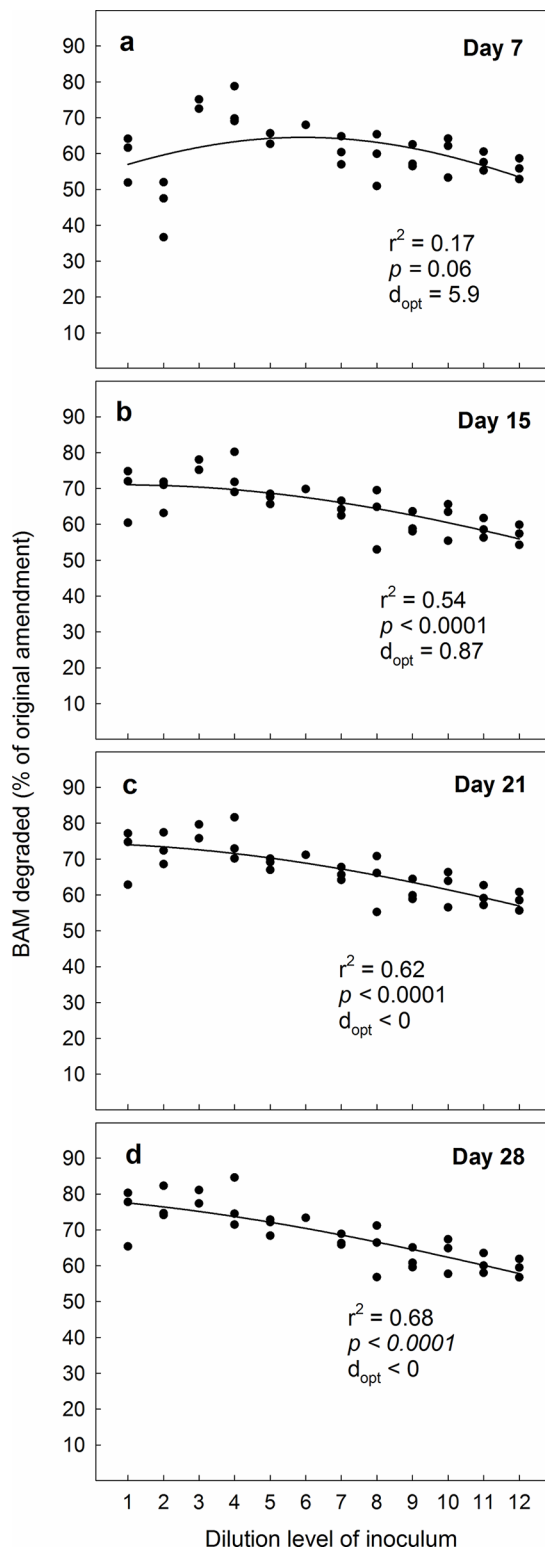 BAM degraded (% of original amendment)
a
Day 7
90
80
70
60
50
40
30
20
10
r² = 0.17
p = 0.06
dopt = 5.9
b
Day 15
90
80
70
60
50
40
30
20
10
r² = 0.54
p < 0.0001
dopt = 0.87
c
Day 21
90
80
70
60
50
40
30
20
10
r² = 0.62
p < 0.0001
dopt < 0
d
Day 28
90
80
70
60
50
40
30
20
10
r² = 0.68
p < 0.0001
dopt < 0
1 2 3 4 5 6 7 8 9 10 11 12
Dilution level of inoculum